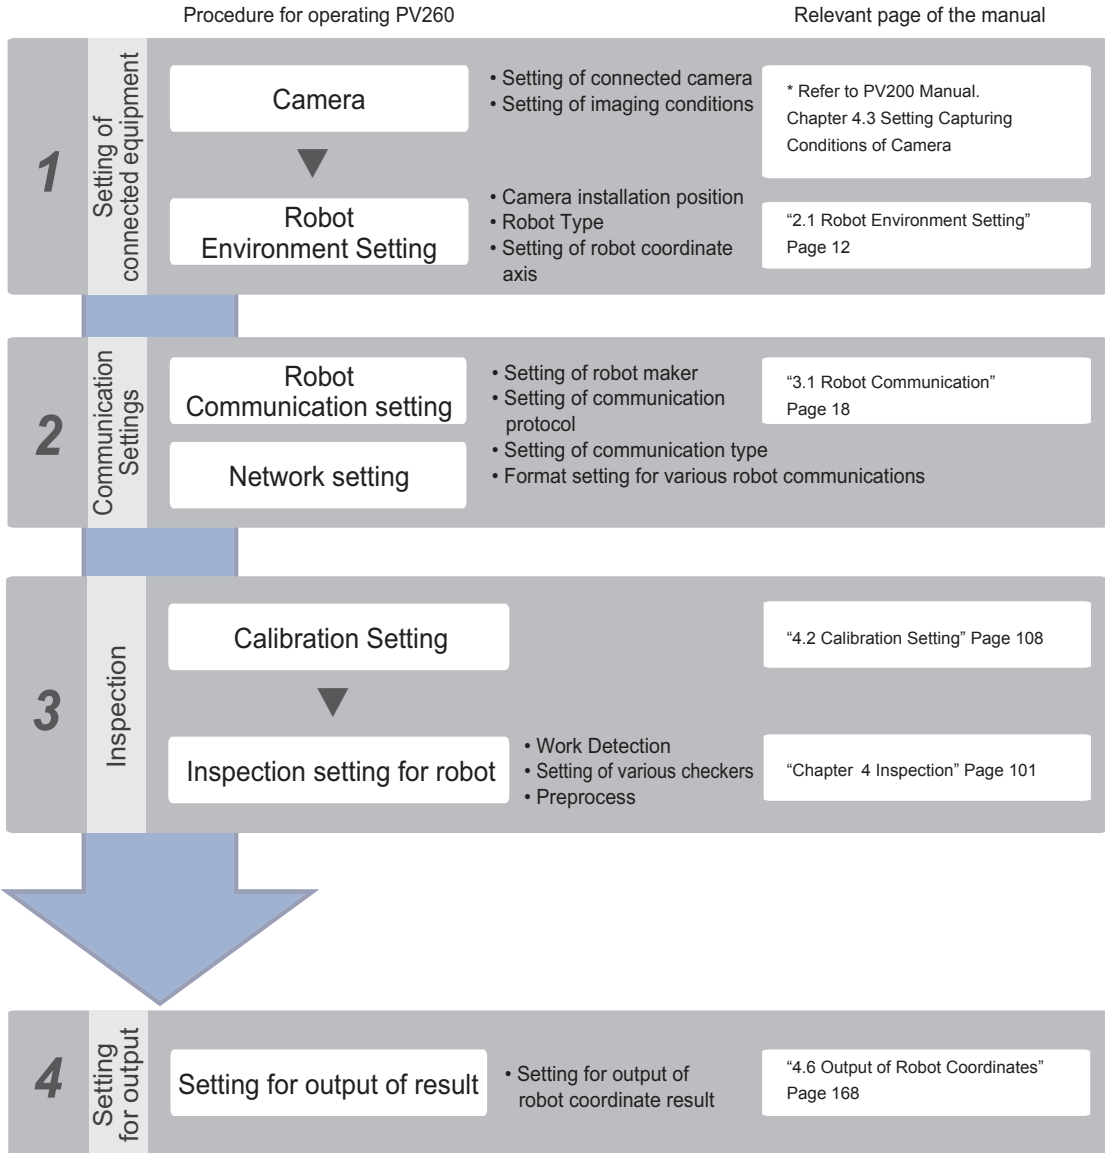 Procedure for operating PV260
Relevant page of the manual
1
Setting of
connected equipment
Camera
• Setting of connected camera
• Setting of imaging conditions
* Refer to PV200 Manual.
Chapter 4.3 Setting Capturing
Conditions of Camera
Robot
Environment Setting
• Camera installation position
• Robot Type
• Setting of robot coordinate
axis
“2.1 Robot Environment Setting”
Page 12
2
Communication
Settings
Robot
Communication setting
Network setting
• Setting of robot maker
• Setting of communication
protocol
• Setting of communication type
• Format setting for various robot communications
“3.1 Robot Communication”
Page 18
3
Inspection
Calibration Setting
“4.2 Calibration Setting” Page 108
Inspection setting for robot
• Work Detection
• Setting of various checkers
• Preprocess
“Chapter 4 Inspection” Page 101
4
Setting
for output
Setting for output of result
• Setting for output of
robot coordinate result
“4.6 Output of Robot Coordinates”
Page 168